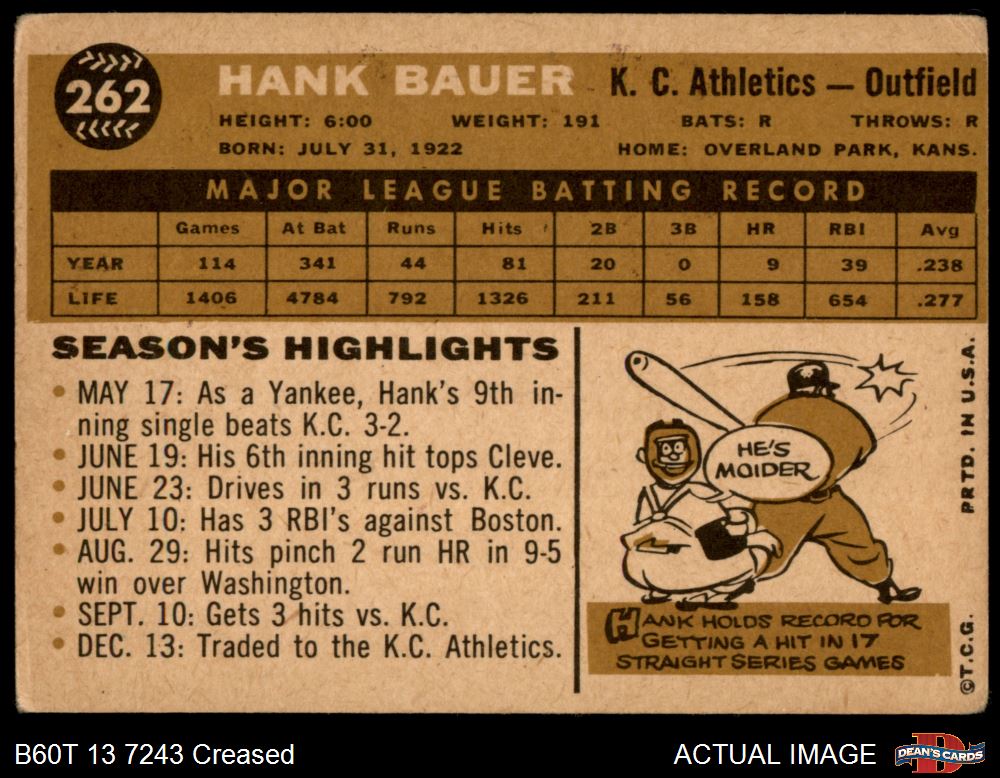 262
HANK BAUER K. C. Athletics — Outfield
HEIGHT: 6:00 WEIGHT: 191 BATS: R THROWS: R
BORN: JULY 31, 1922 HOME: OVERLAND PARK, KANS.
MAJOR LEAGUE BATTING RECORD
Games At Bat Runs Hits 2B 3B HR RBI Avg
YEAR 114 341 44 81 20 0 9 39 .238
LIFE 1406 4784 792 1326 211 56 158 654 .277
SEASON'S HIGHLIGHTS
• MAY 17: As a Yankee, Hank's 9th in-
ning single beats K.C. 3-2.
• JUNE 19: His 6th inning hit tops Cleve.
• JUNE 23: Drives in 3 runs vs. K.C.
• JULY 10: Has 3 RBI's against Boston.
• AUG. 29: Hits pinch 2 run HR in 9-5
win over Washington.
• SEPT. 10: Gets 3 hits vs. K.C.
• DEC. 13: Traded to the K.C. Athletics.
HE'S
MOIDER
HANK HOLDS RECORD FOR
GETTING A HIT IN 17
STRAIGHT SERIES GAMES
PRTD. IN U.S.A.
©T.C.G.
B60T 13 7243 Creased
ACTUAL IMAGE
DEAN'S CARDS